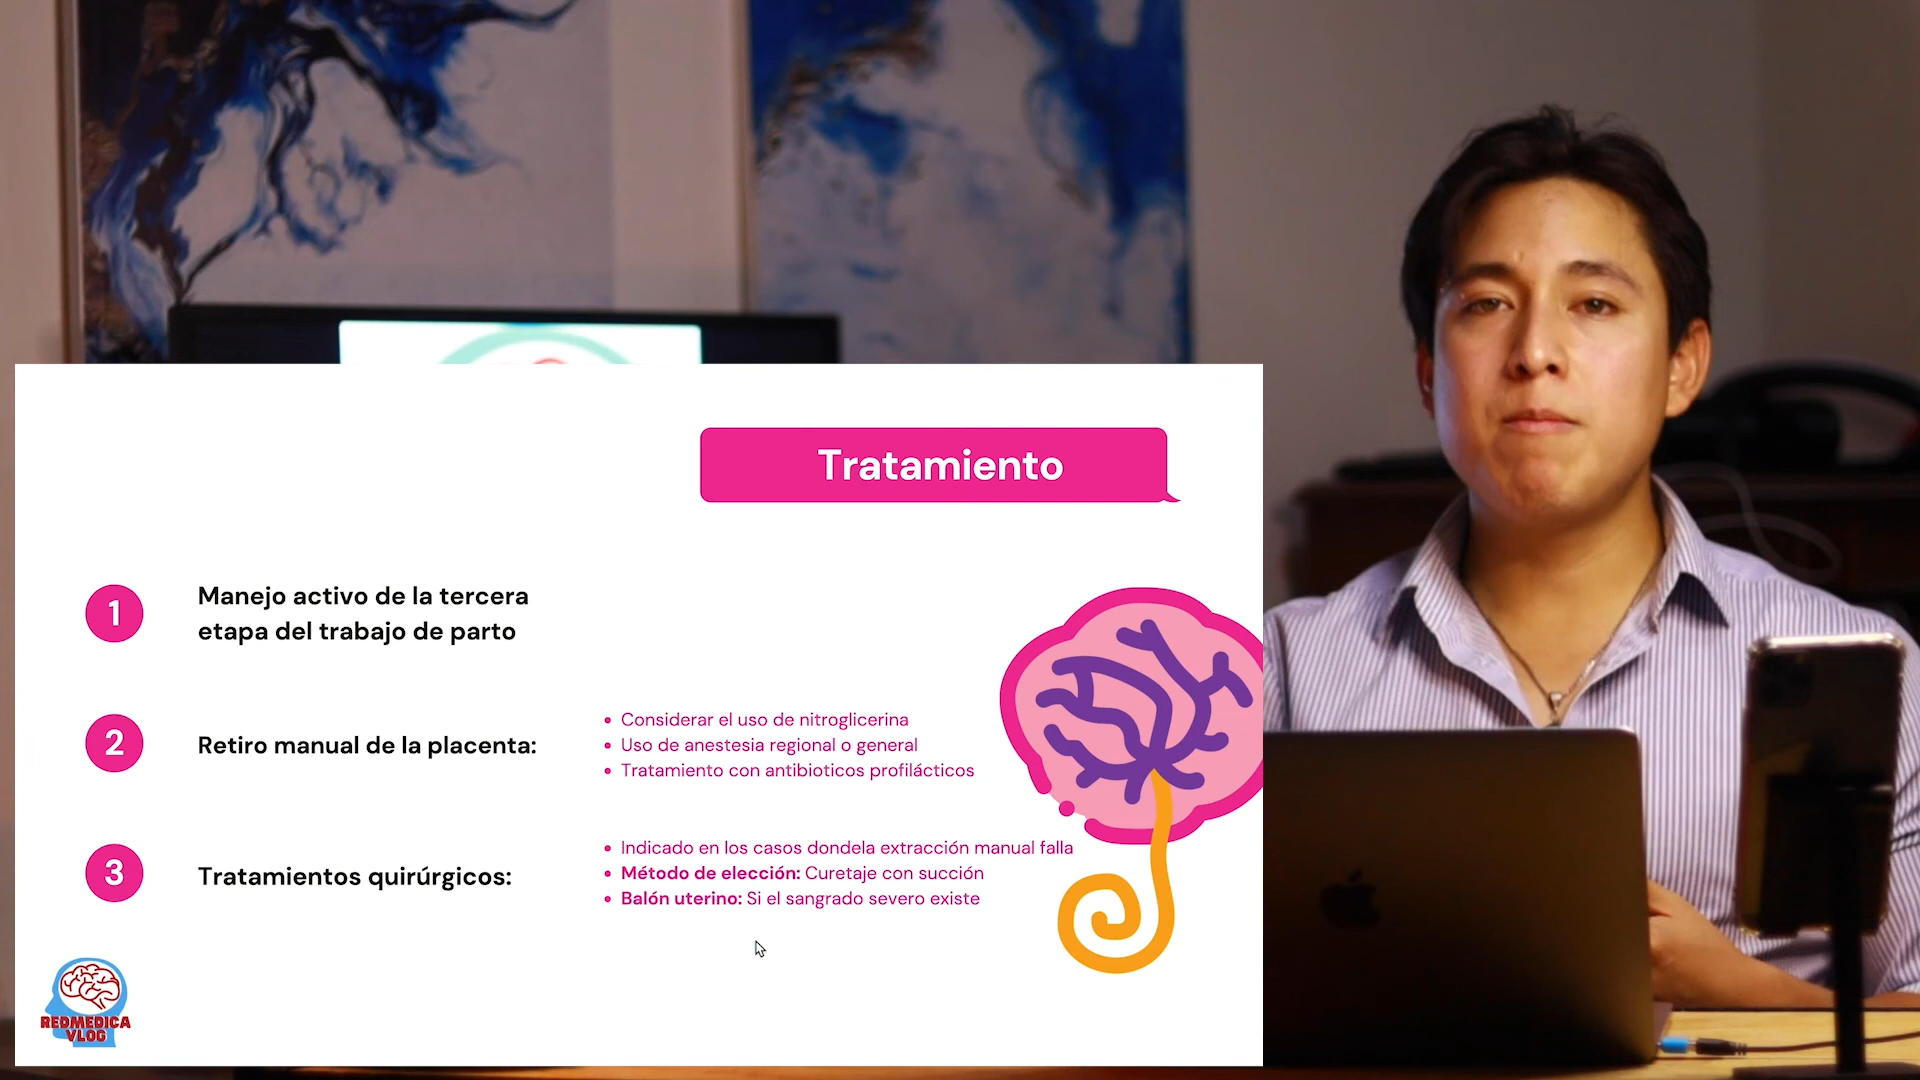 Tratamiento
1
Manejo activo de la tercera
etapa del trabajo de parto
2
Retiro manual de la placenta:
Considerar el uso de nitroglicerina
Uso de anestesia regional o general
Tratamiento con antibioticos profilácticos
3
Tratamientos quirúrgicos:
Indicado en los casos dondela extracción manual falla
Método de elección: Curetaje con succión
Balón uterino: Si el sangrado severo existe
REDMEDICA
VLOG